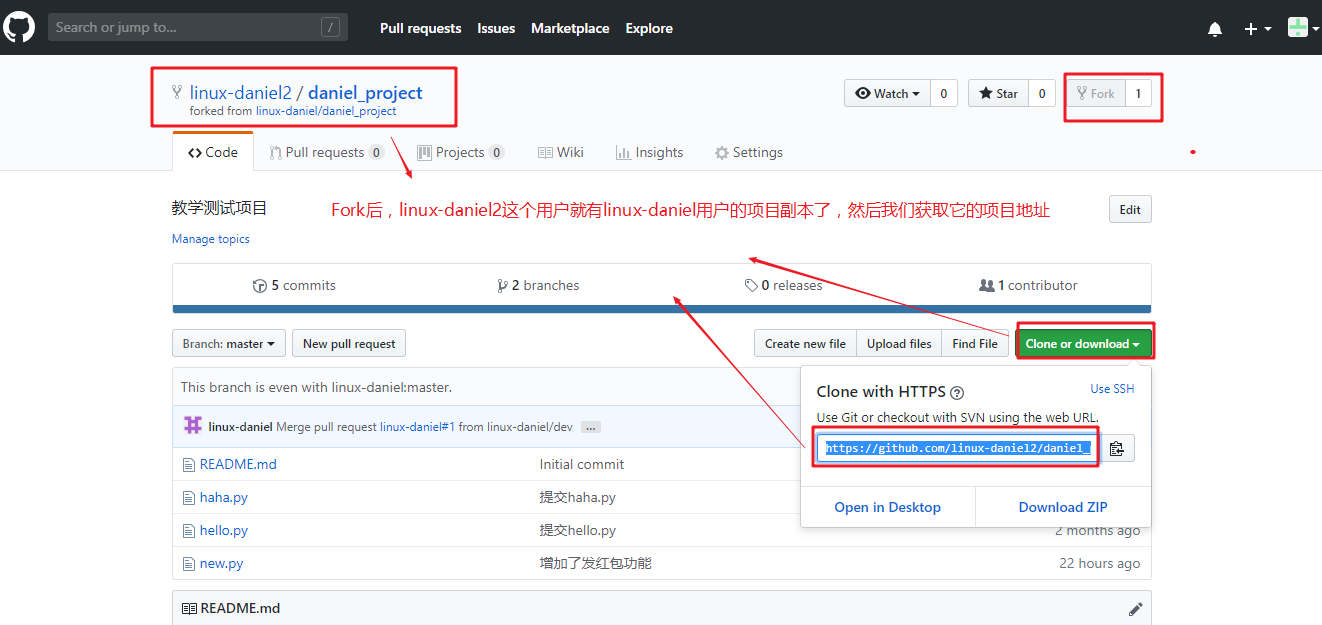 Search or jump to... /
Pull requests Issues Marketplace Explore
linux-daniel2 / daniel_project
forked from linux-daniel/daniel_project
Watch 0 Star 0 Fork 1
Code Pull requests 0 Projects 0 Wiki Insights Settings
教学测试项目
Fork后，linux-daniel2这个用户就有linux-daniel用户的项目副本了，然后我们获取它的项目地址
Edit
Manage topics
5 commits 2 branches 0 releases 1 contributor
Branch: master New pull request Create new file Upload files Find File Clone or download
This branch is even with linux-daniel:master.
linux-daniel Merge pull request linux-daniel#1 from linux-daniel/dev ...
README.md Initial commit
haha.py 提交haha.py
hello.py 提交hello.py 2 months ago
new.py 增加了发红包功能 22 hours ago
Clone with HTTPS ?
Use SSH
Use Git or checkout with SVN using the web URL.
https://github.com/linux-daniel2/daniel_
Open in Desktop Download ZIP
README.md